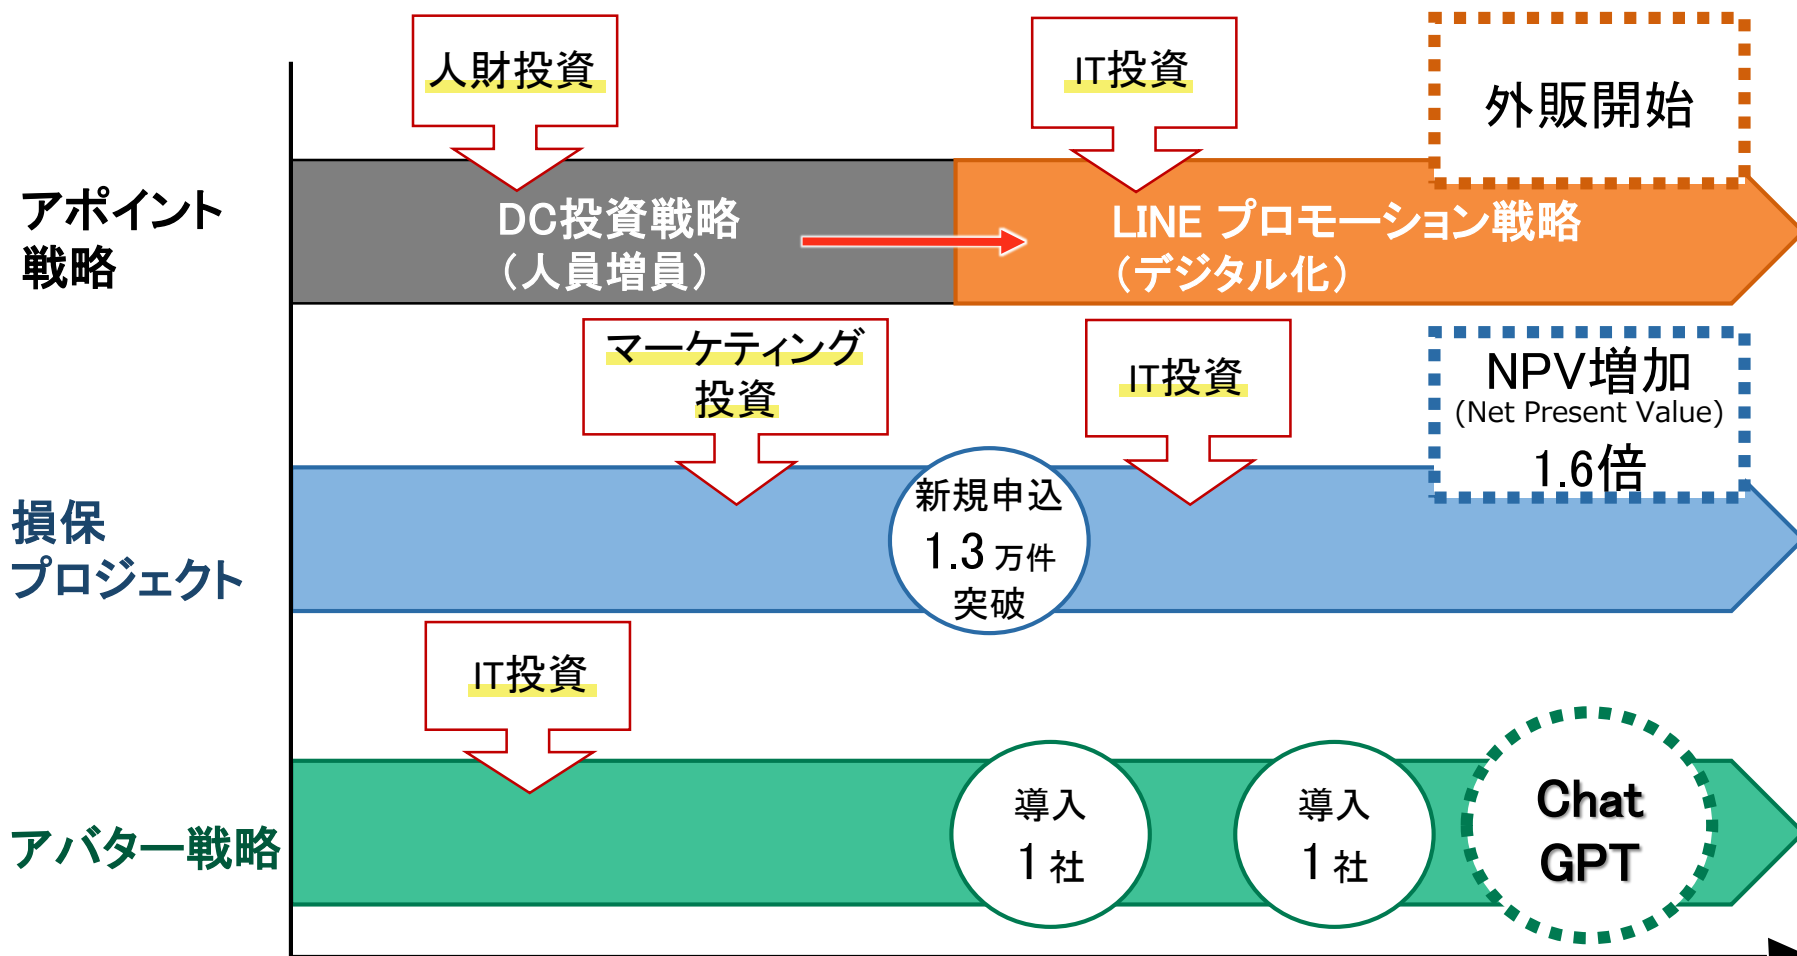 人財投資
IT投資
外販開始
アポイント
戦略
DC投資戦略
（人員増員）
LINE プロモーション戦略
（デジタル化）
マーケティング
投資
IT投資
NPV増加
(Net Present Value)
1.6倍
損保
プロジェクト
新規申込
1.3 万件
突破
IT投資
アバター戦略
導入
1 社
導入
1 社
Chat
GPT